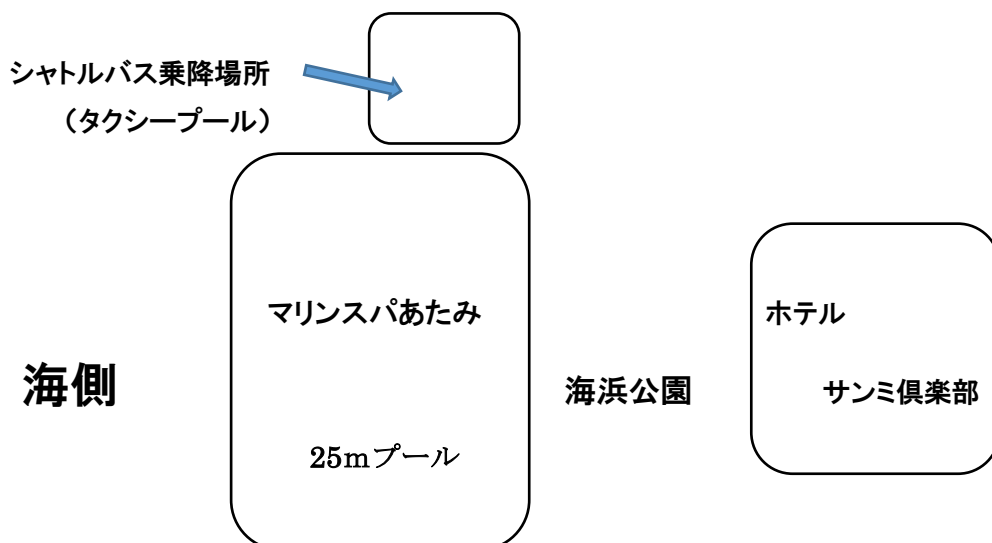 シャトルバス乗降場所
（タクシープール）
マリンスパあたみ
ホテル
海側
海浜公園
サンミ倶楽部
25mプール